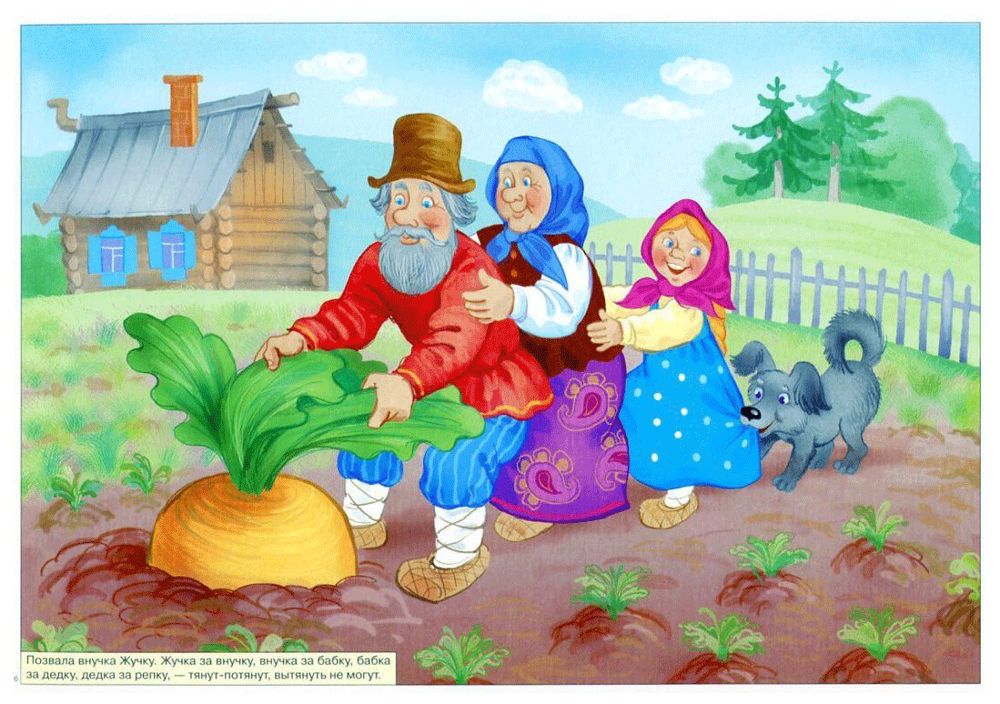 Позвала внучка Жучку. Жучка за внучку, внучка за бабку, бабка
за дедку, дедка за репку, — тянут-потянут, вытянуть не могут.
6